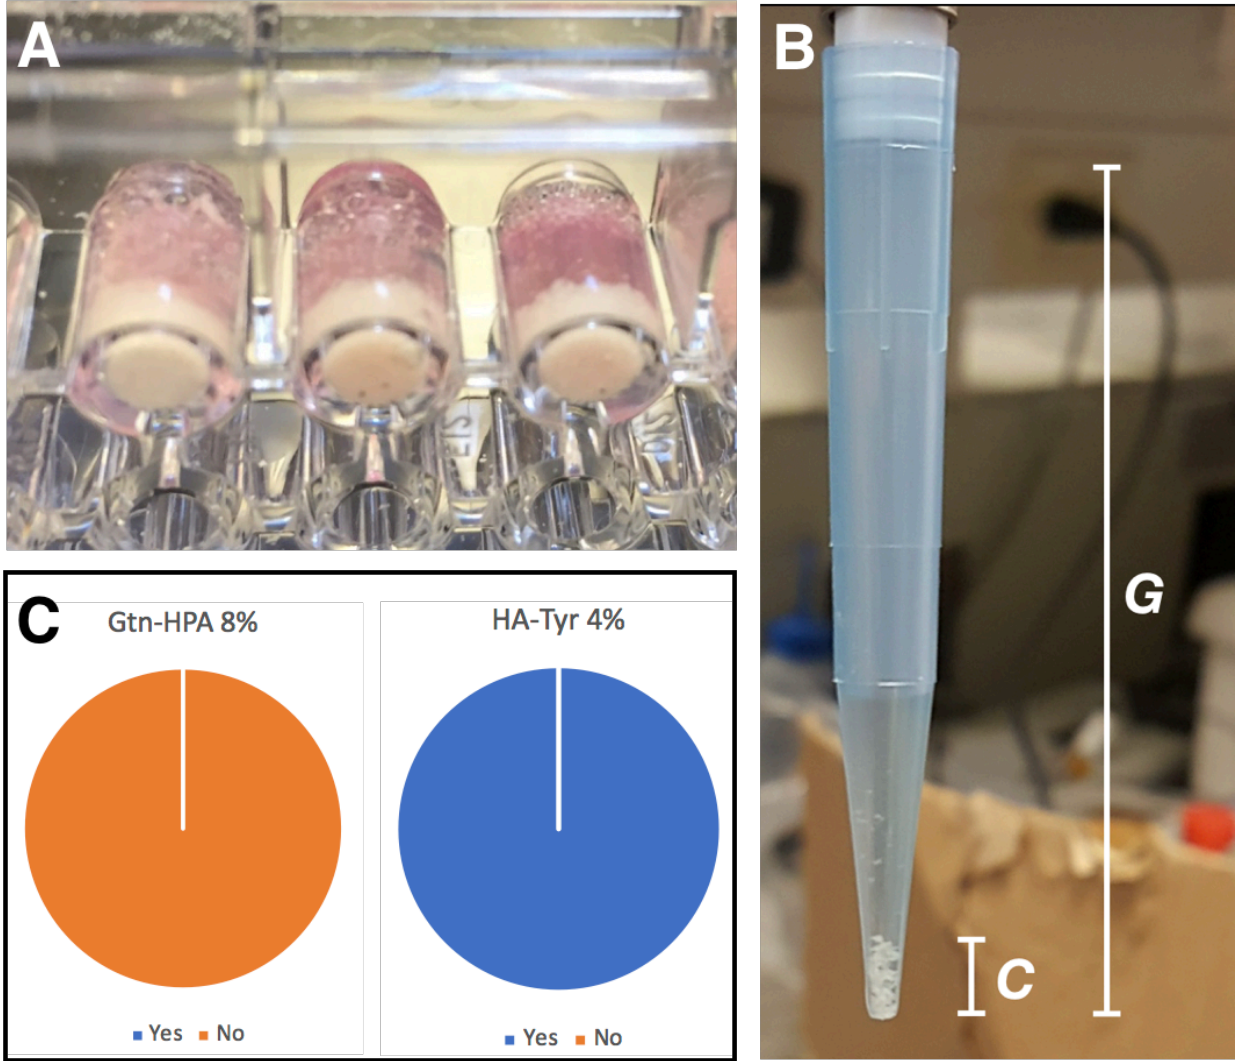 A
B
G
C
C
Gtn-HPA 8%
HA-Tyr 4%
Yes No
Yes No